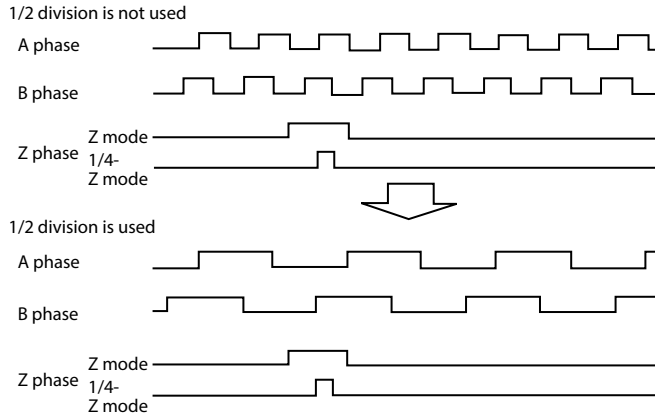 1/2 division is not used
A phase
B phase
Z phase
Z mode
1/4-
Z mode
1/2 division is used
A phase
B phase
Z phase
Z mode
1/4-
Z mode